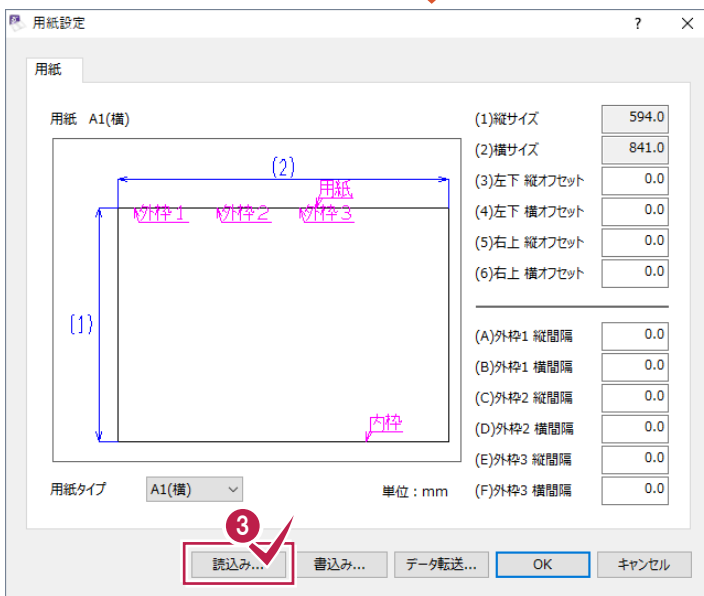 用紙設定
?
用紙
用紙 A1(横)
(2)
用紙
外枠1 外枠2 外枠3
(1)
内枠
用紙タイプ A1(横)
単位:mm
(1)縦サイズ 594.0
(2)横サイズ 841.0
(3)左下 縦オフセット 0.0
(4)左下 横オフセット 0.0
(5)右上 縦オフセット 0.0
(6)右上 横オフセット 0.0
(A)外枠1 縦間隔 0.0
(B)外枠1 横間隔 0.0
(C)外枠2 縦間隔 0.0
(D)外枠2 横間隔 0.0
(E)外枠3 縦間隔 0.0
(F)外枠3 横間隔 0.0
3
読込み... 書込み... データ転送... OK キャンセル